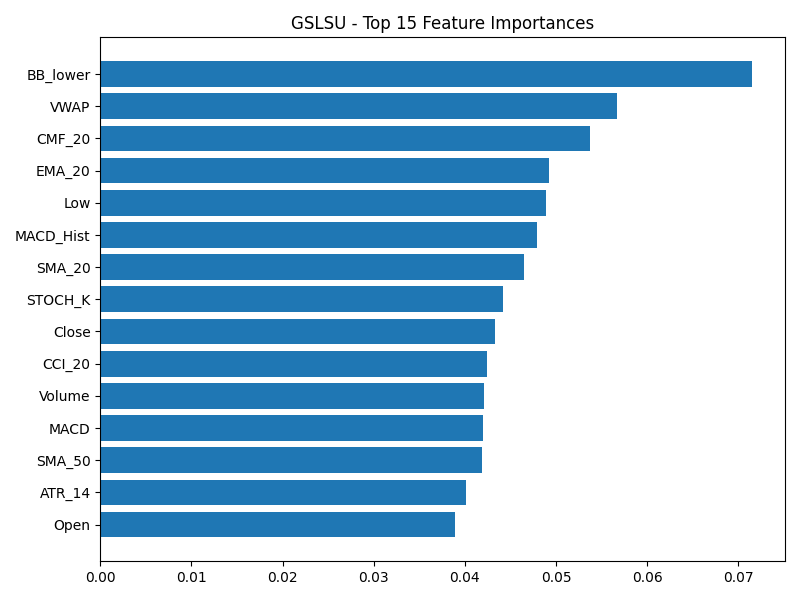 GSLSU - Top 15 Feature Importances
BB_lower
VWAP
CMF_20
EMA_20
Low
MACD_Hist
SMA_20
STOCH_K
Close
CCI_20
Volume
MACD
SMA_50
ATR_14
Open
0.00 0.01 0.02 0.03 0.04 0.05 0.06 0.07